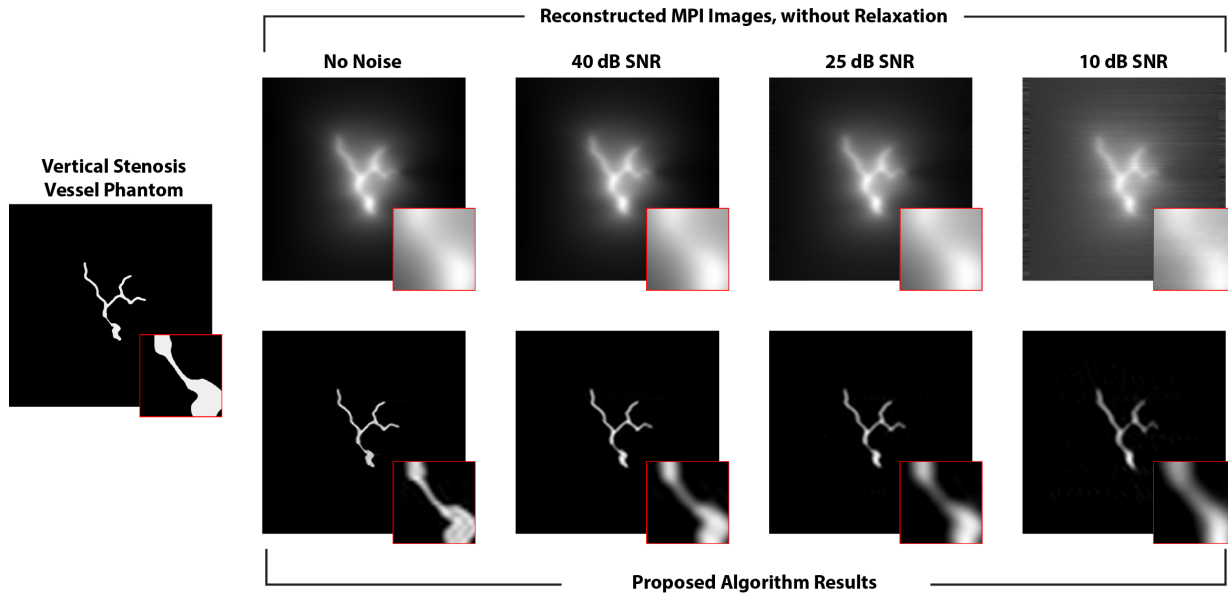 Reconstructed MPI Images, without Relaxation
No Noise
40 dB SNR
25 dB SNR
10 dB SNR
Vertical Stenosis
Vessel Phantom
Proposed Algorithm Results